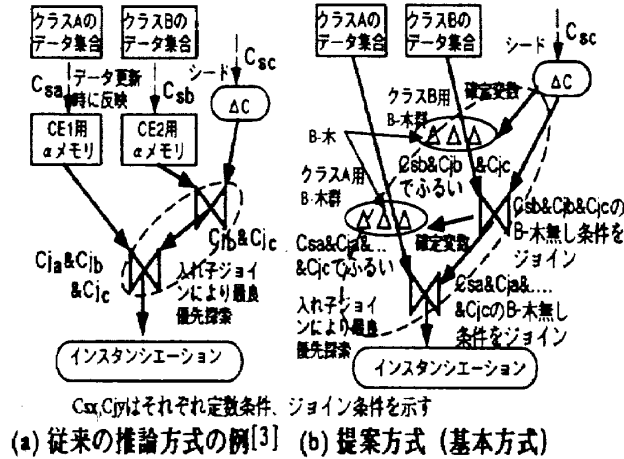 クラスAの
データ集合
クラスBの
データ集合
Csa
データ更新
時に反映
Csb
シード
Csc
ΔC
CE1用
αメモリ
CE2用
αメモリ
Cjb&Cjc
Cja&Cjb
&Cjc
入れ子ジョイ
ンにより最良
優先探索
インスタンシエーション
クラスAの
データ集合
クラスBの
データ集合
シード
Csc
ΔC
確定変数
クラスB用
B-木群
B-木
クラスA用
B-木群
Csb&Cjb &Cjc
でふるい
Csa&Cja&...
&Cjcでふるい
確定変数
Csb&Cjb&Cjcの
B-木無し条件を
ジョイン
入れ子ジョイ
ンにより最良
優先探索
Csa&Cja&....
&CjcのB-木無し
条件をジョイン
インスタンシエーション
Csx,Cjyはそれぞれ定数条件、ジョイン条件を示す
(a) 従来の推論方式の例[3] (b) 提案方式 (基本方式)